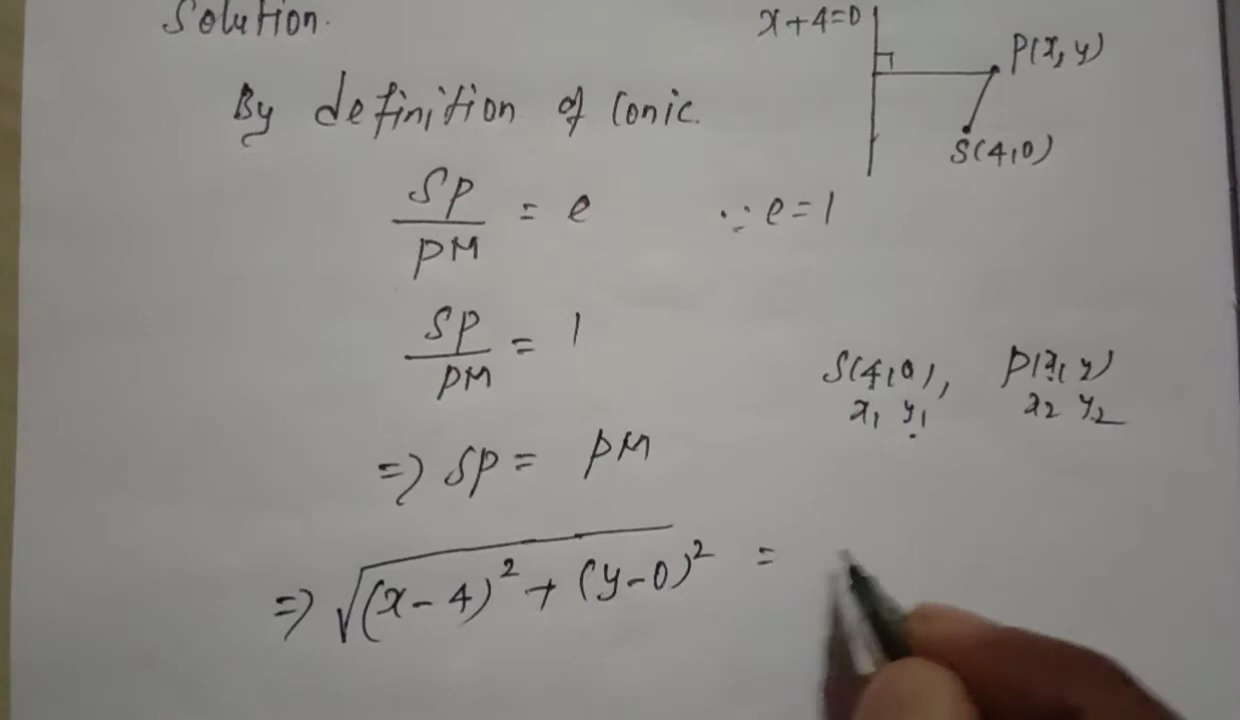 Solution.
x+4=0
P(x, y)
S(4,0)
By definition of Conic.
SP/PM = e ∵ e=1
SP/PM = 1
S(4,0), P(x, y)
x₁ y₁ x₂ y₂
=> SP = PM
=> √(x-4)² + (y-0)² =